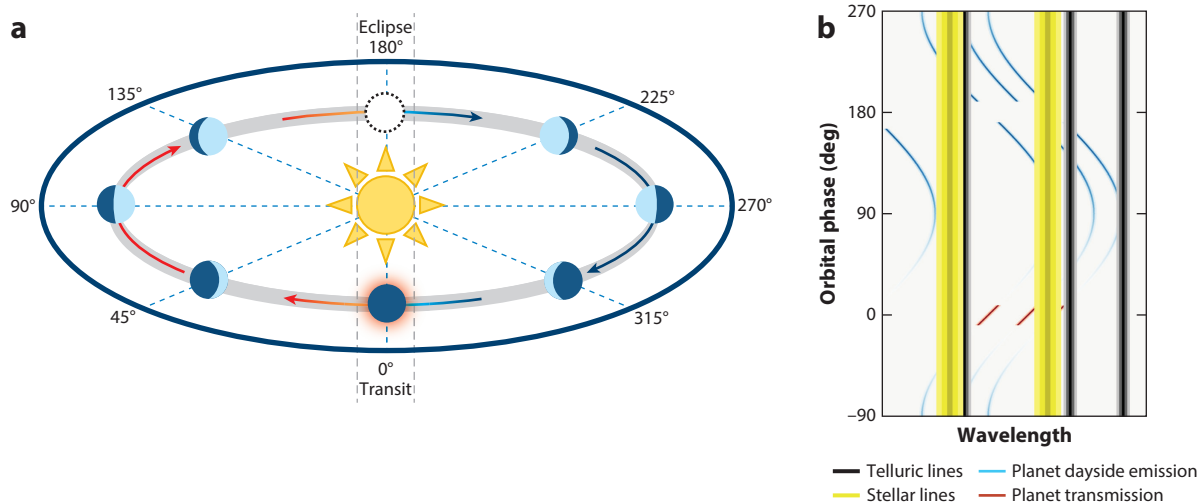 a
Eclipse
180°
135°
225°
90°
270°
45°
315°
0°
Transit
b
270
180
90
0
–90
Orbital phase (deg)
Wavelength
Telluric lines
Planet dayside emission
Stellar lines
Planet transmission